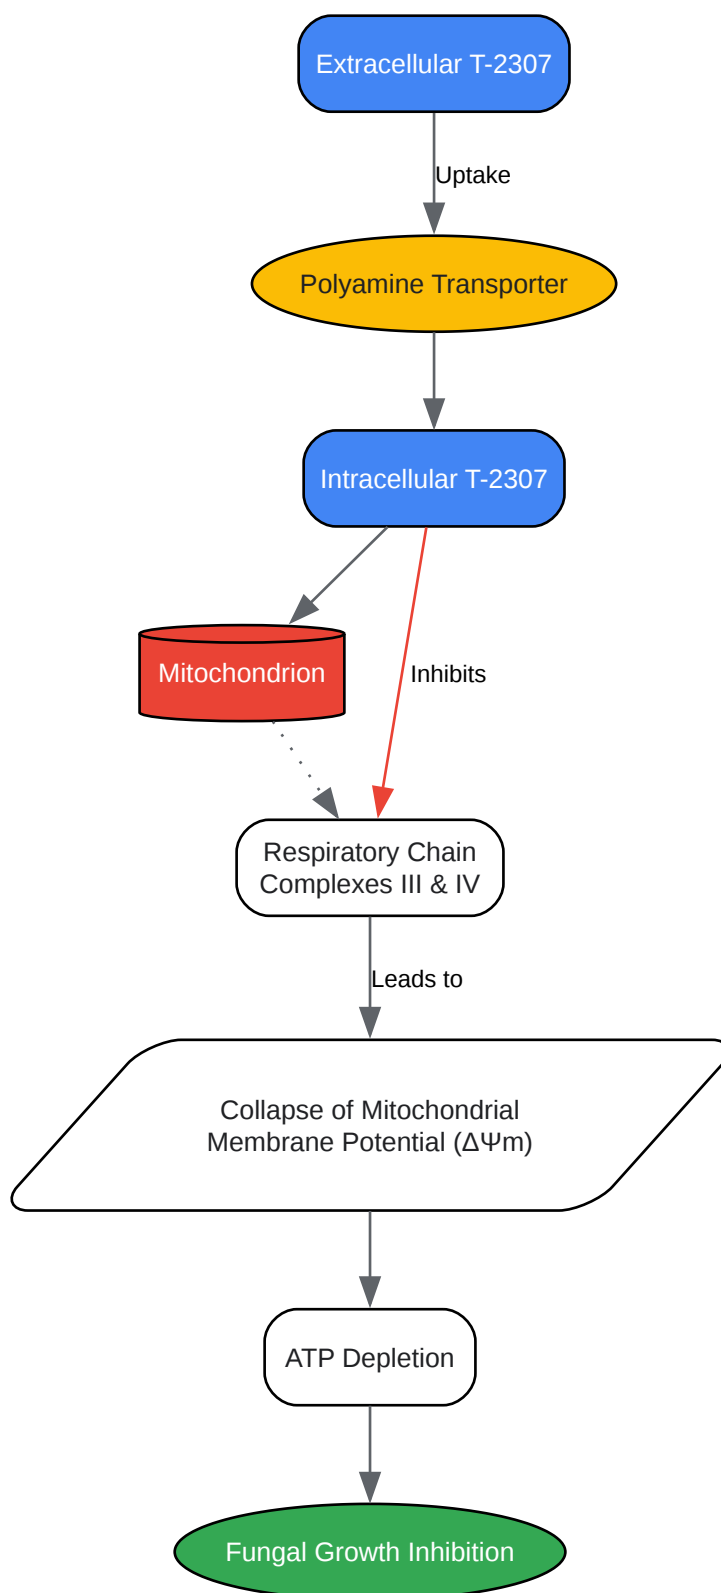 Extracellular T-2307
Uptake
Polyamine Transporter
Intracellular T-2307
Mitochondrion
Inhibits
Respiratory Chain
Complexes III & IV
Leads to
Collapse of Mitochondrial
Membrane Potential (ΔΨm)
ATP Depletion
Fungal Growth Inhibition